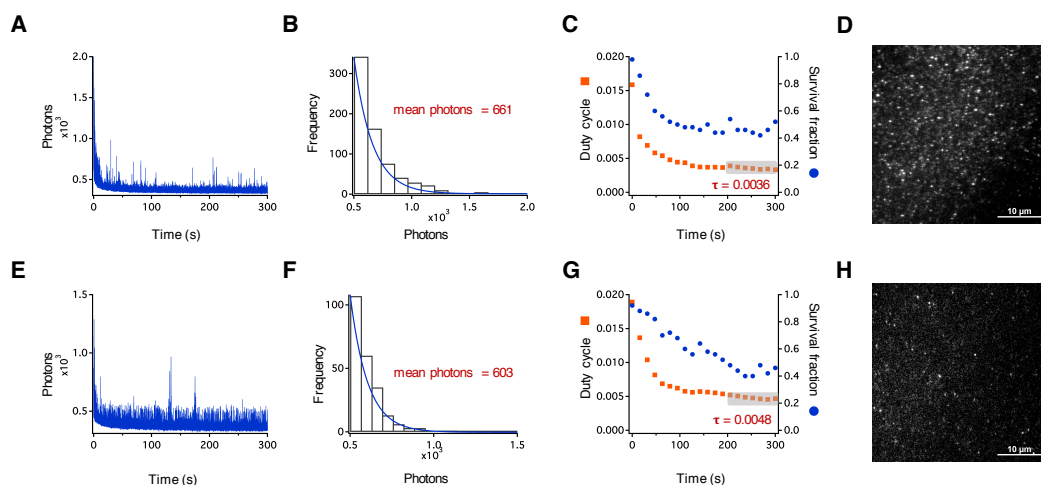 A
B
C
D
2.0
1.5
1.0
0.5
Photons
x10³
0
100
200
300
Time (s)
300
200
100
0
Frequency
mean photons = 661
0.5
1.0
1.5
2.0
x10³
Photons
0.020
0.015
0.010
0.005
0.000
Duty cycle
1.0
0.8
0.6
0.4
0.2
0.0
Survival fraction
τ = 0.0036
0
100
200
300
Time (s)
10 µm
E
F
G
H
1.5
1.0
0.5
Photons
x10³
0
100
200
300
Time (s)
100
50
0
Frequency
mean photons = 603
0.5
1.0
1.5
x10³
Photons
0.020
0.015
0.010
0.005
0.000
Duty cycle
1.0
0.8
0.6
0.4
0.2
0.0
Survival fraction
τ = 0.0048
0
100
200
300
Time (s)
10 µm